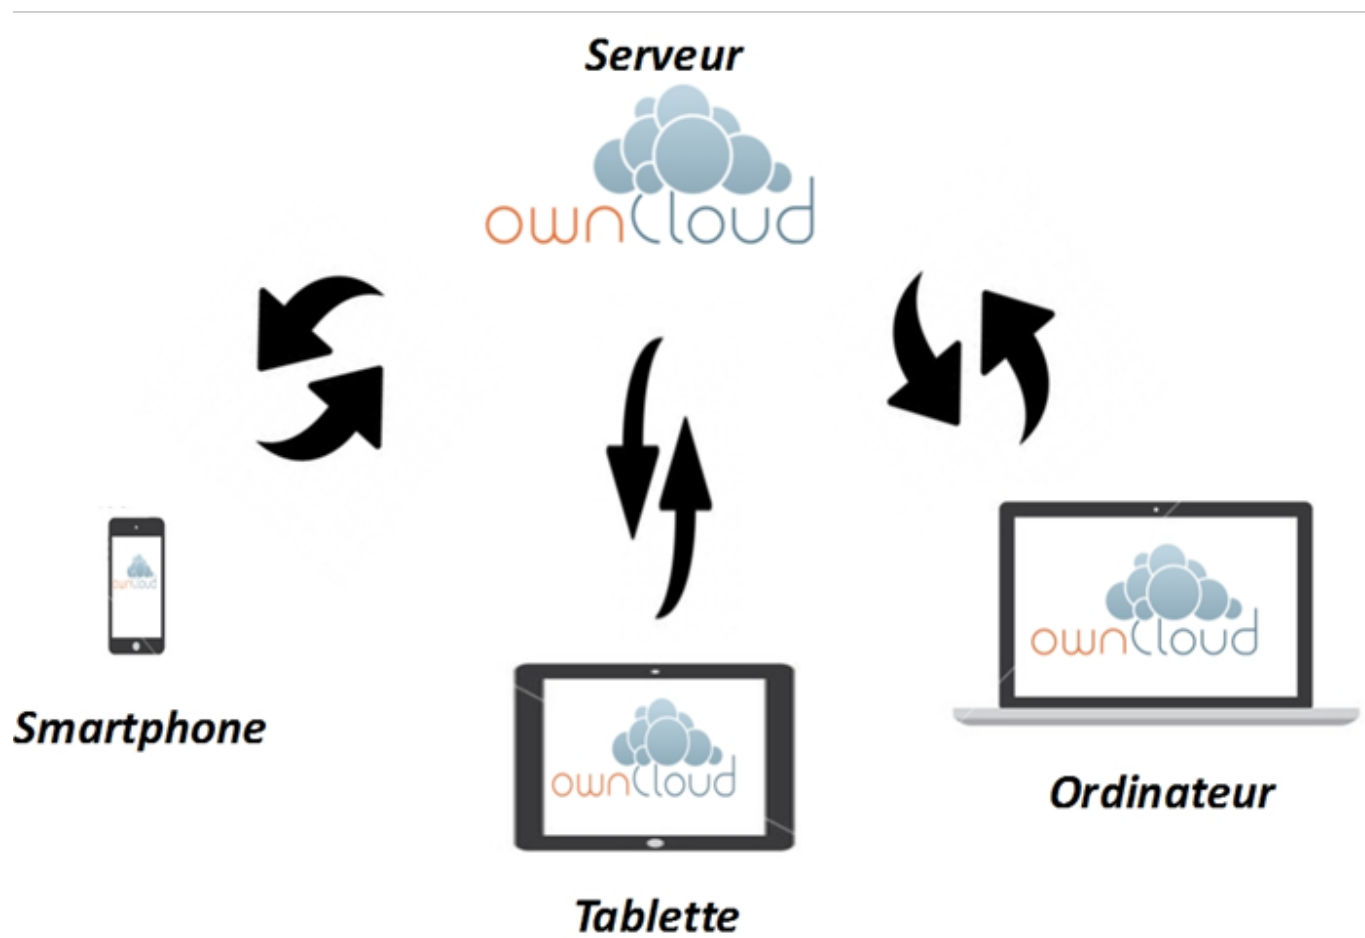 Serveur
ownCloud
ownCloud
Smartphone
ownCloud
ownCloud
Ordinateur
Tablette